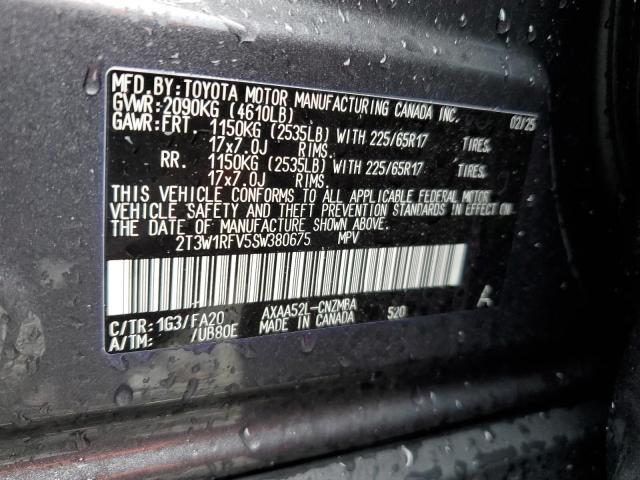 MFD.BY:TOYOTA MOTOR MANUFACTURING CANADA INC. 02/25
GVWR:2090KG (4610LB)
GAWR:FRT. 1150KG (2535LB) WITH 225/65R17 TIRES,
17x7.0J RIMS.
RR. 1150KG (2535LB) WITH 225/65R17 TIRES,
17x7.0J RIMS.
THIS VEHICLE CONFORMS TO ALL APPLICABLE FEDERAL MOTOR
VEHICLE SAFETY AND THEFT PREVENTION STANDARDS IN EFFECT ON
THE DATE OF MANUFACTURE SHOWN ABOVE.
2T3W1RFV5SW380675 MPV
C/TR:1G3/FA20 AXAA52L-CNZMBA 520 A
A/TM: /UB80E MADE IN CANADA